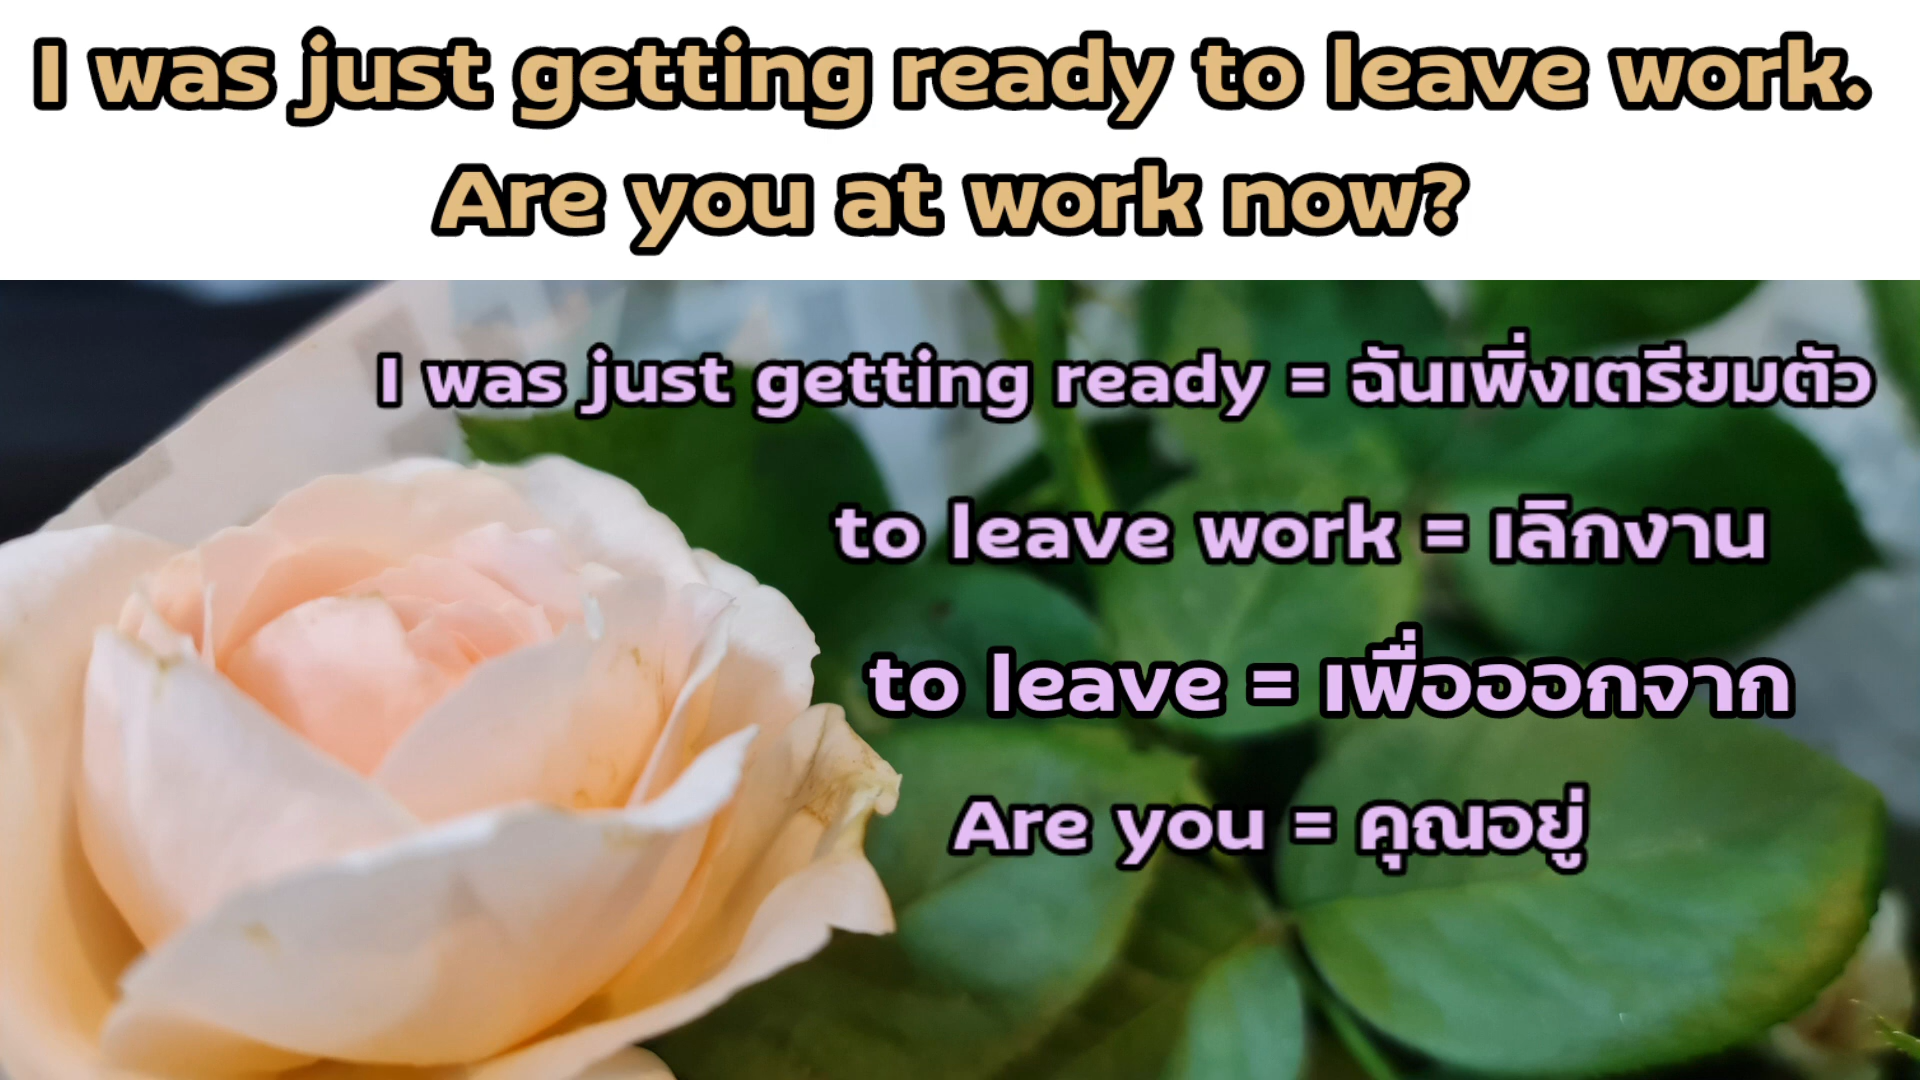 I was just getting ready to leave work.
Are you at work now?
I was just getting ready = ฉันเพิ่งเตรียมตัว
to leave work = เลิกงาน
to leave = เพื่อออกจาก
Are you = คุณอยู่